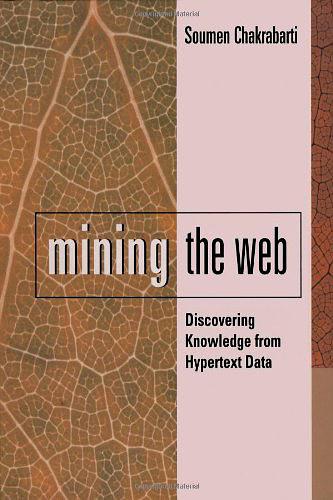 Soumen Chakrabarti
mining the web
Discovering
Knowledge from
Hypertext Data